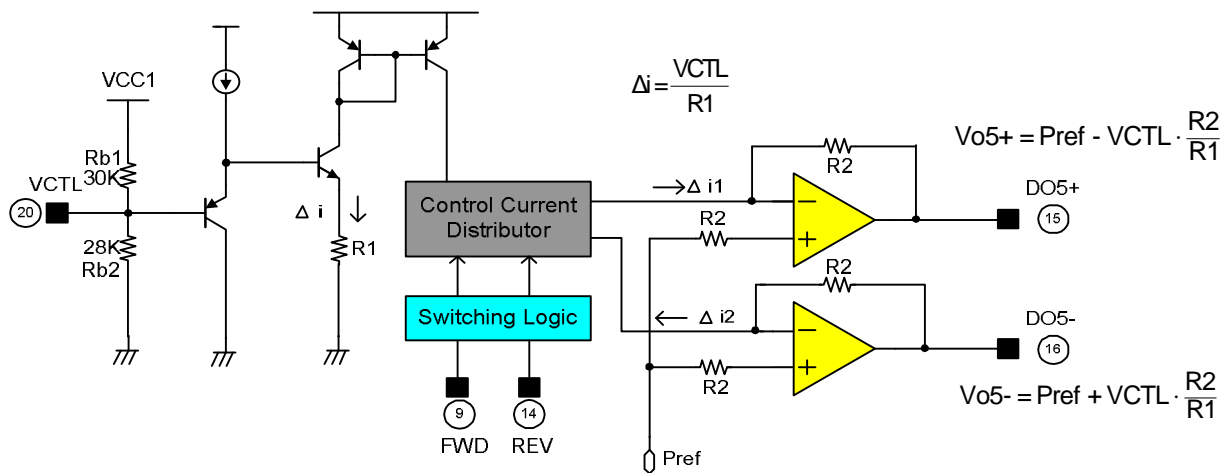 VCC1
Rb1
30K
VCTL
20
28K
Rb2
Δ i
R1
Control Current
Distributor
Switching Logic
9
FWD
14
REV
Δi = VCTL / R1
Δ i1
R2
R2
Vo5+ = Pref - VCTL · R2 / R1
DO5+
15
R2
Δ i2
R2
DO5-
16
Vo5- = Pref + VCTL · R2 / R1
Pref